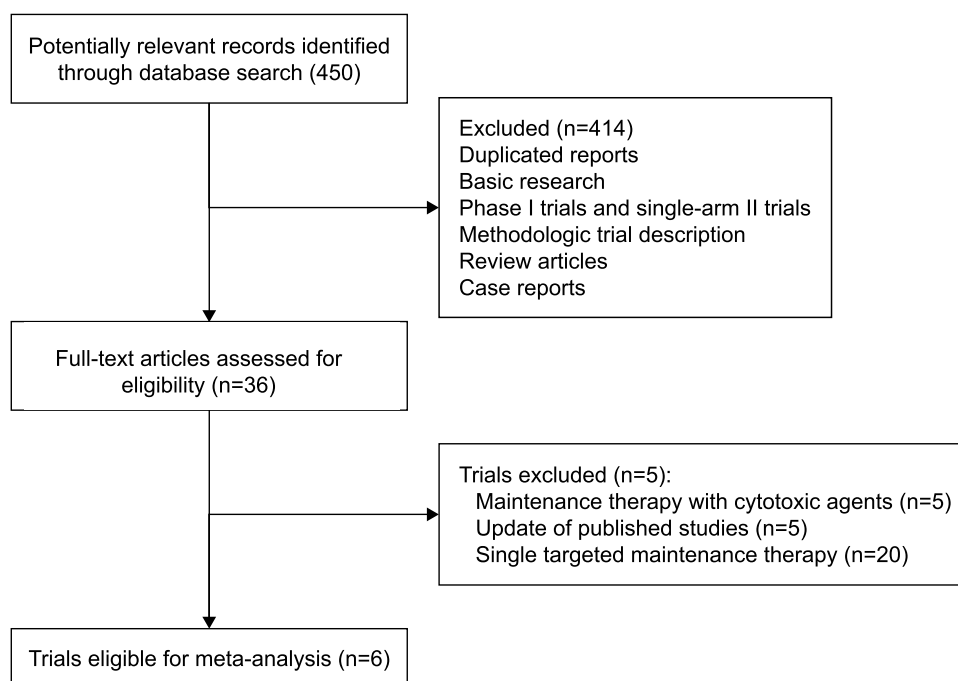 Potentially relevant records identified
through database search (450)
Excluded (n=414)
Duplicated reports
Basic research
Phase I trials and single-arm II trials
Methodologic trial description
Review articles
Case reports
Full-text articles assessed for
eligibility (n=36)
Trials excluded (n=5):
Maintenance therapy with cytotoxic agents (n=5)
Update of published studies (n=5)
Single targeted maintenance therapy (n=20)
Trials eligible for meta-analysis (n=6)